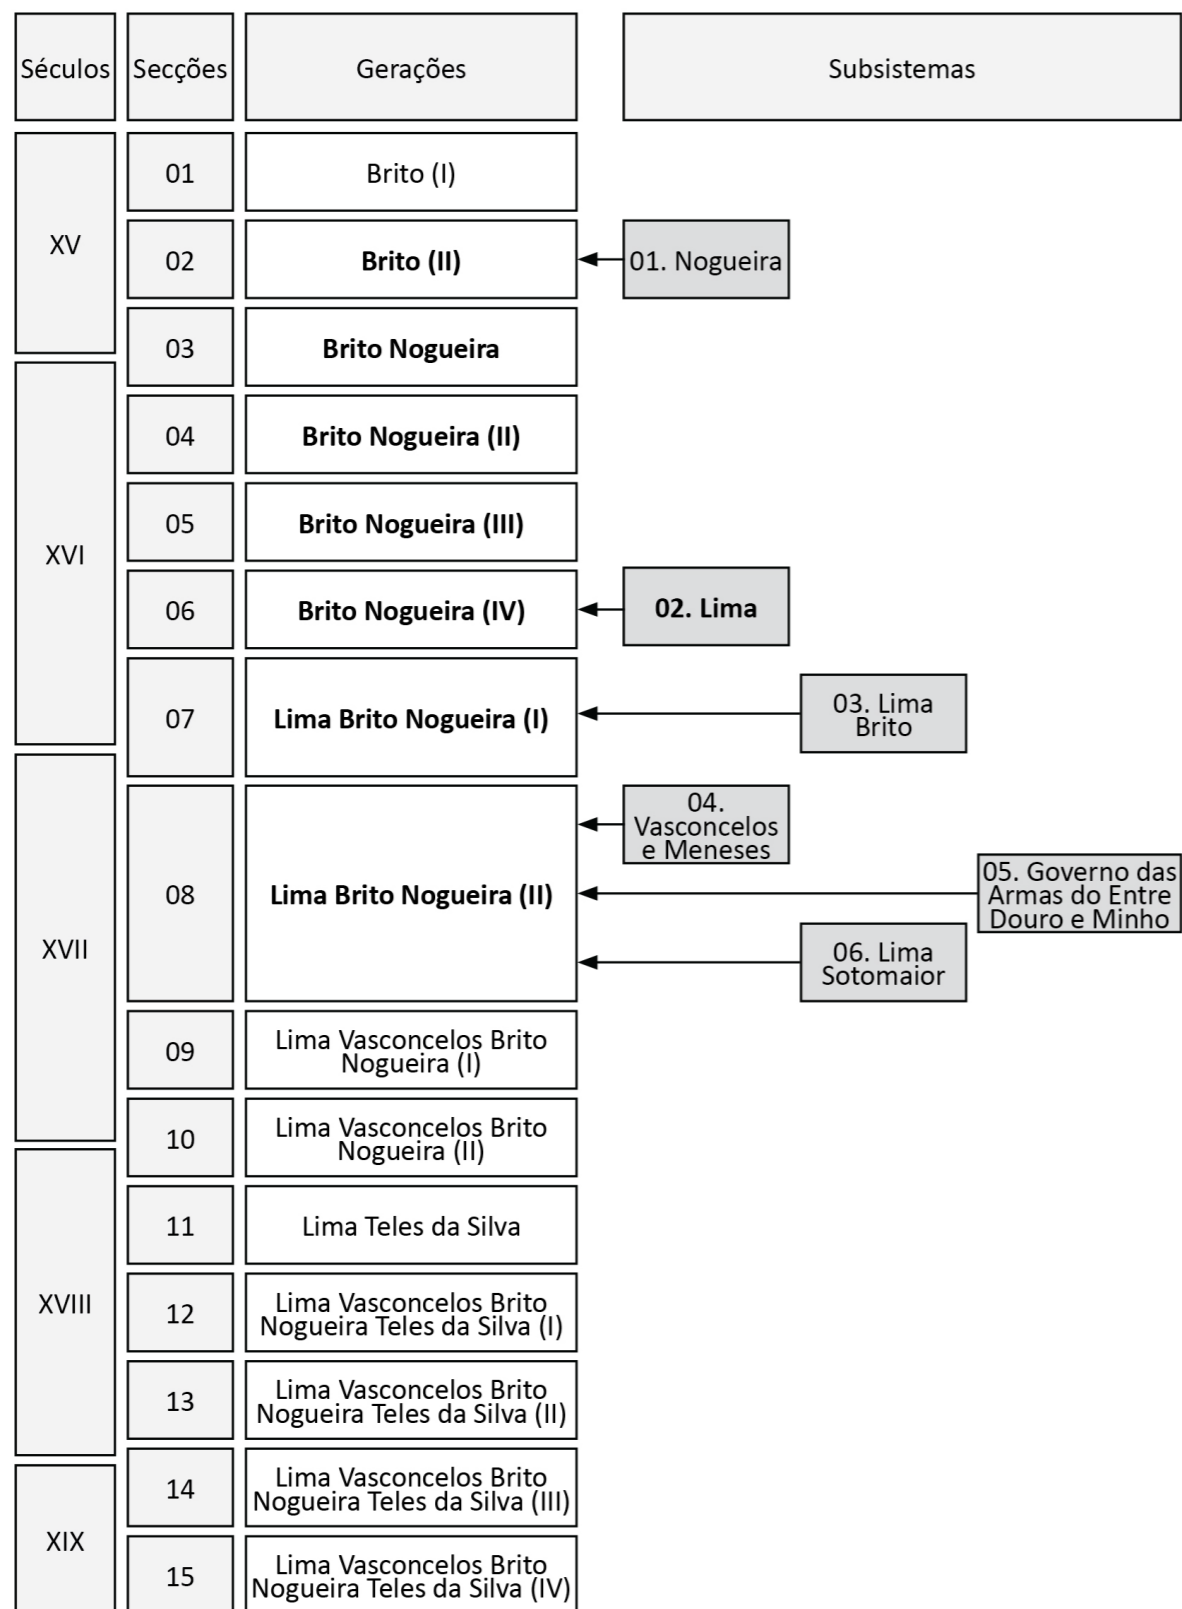 Séculos
Secções
Gerações
Subsistemas
XV
01
Brito (I)
02
Brito (II)
01. Nogueira
03
Brito Nogueira
XVI
04
Brito Nogueira (II)
05
Brito Nogueira (III)
06
Brito Nogueira (IV)
02. Lima
07
Lima Brito Nogueira (I)
03. Lima
Brito
XVII
08
Lima Brito Nogueira (II)
04.
Vasconcelos
e Meneses
05. Governo das
Armas do Entre
Douro e Minho
06. Lima
Sotomaior
09
Lima Vasconcelos Brito
Nogueira (I)
10
Lima Vasconcelos Brito
Nogueira (II)
XVIII
11
Lima Teles da Silva
12
Lima Vasconcelos Brito
Nogueira Teles da Silva (I)
13
Lima Vasconcelos Brito
Nogueira Teles da Silva (II)
XIX
14
Lima Vasconcelos Brito
Nogueira Teles da Silva (III)
15
Lima Vasconcelos Brito
Nogueira Teles da Silva (IV)